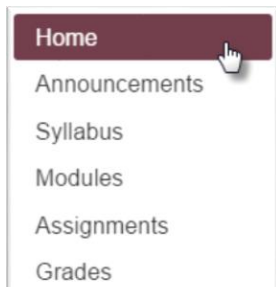 Home
Announcements
Syllabus
Modules
Assignments
Grades